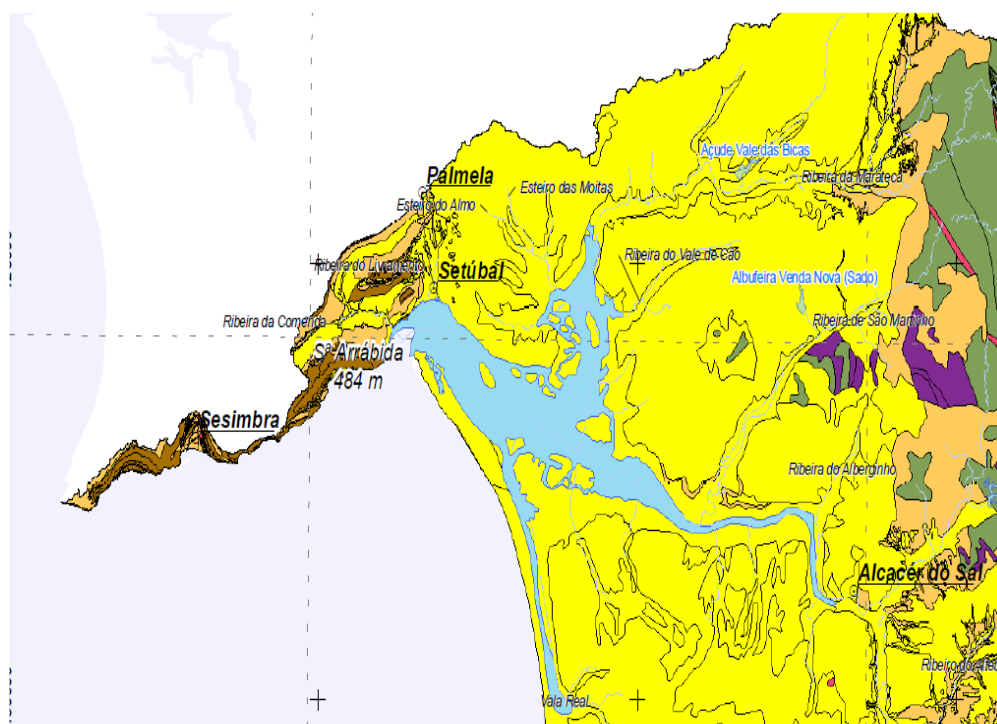 Açude Vale das Bicas
Palmela
Ribeira da Marateca
Esteiro das Moitas
Esteiro do Almo
Ribeira do Vale de Cão
Ribeira do Livramento
Setúbal
Albufeira Venda Nova (Sado)
Ribeira da Comenda
Ribeira de São Martinho
Sª Arrábida
484 m
Sesimbra
Ribeira do Alberginho
Alcacér do Sal
Vala Real